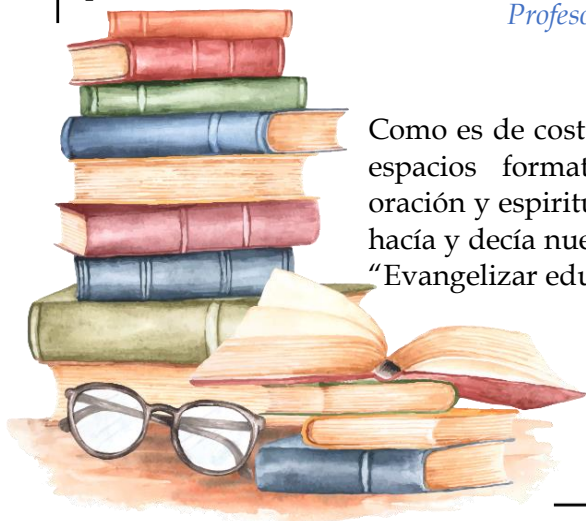 Profeso
Como es de cost
espacios format
oración y espiritu
hacía y decía nue
“Evangelizar edu